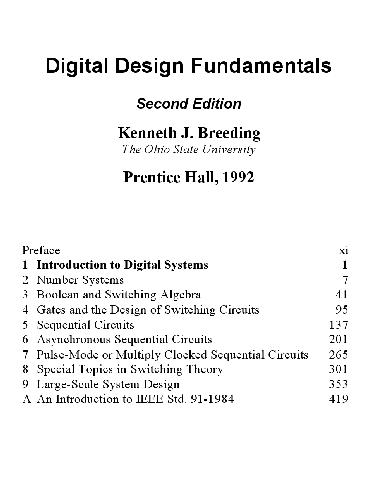 Digital Design Fundamentals
Second Edition
Kenneth J. Breeding
The Ohio State University
Prentice Hall, 1992
Preface xi
1 Introduction to Digital Systems 1
2 Number Systems 7
3 Boolean and Switching Algebra 41
4 Gates and the Design of Switching Circuits 95
5 Sequential Circuits 137
6 Asynchronous Sequential Circuits 201
7 Pulse-Mode or Multiply Clocked Sequential Circuits 265
8 Special Topics in Switching Theory 301
9 Large-Scale System Design 353
A An Introduction to IEEE Std. 91-1984 419